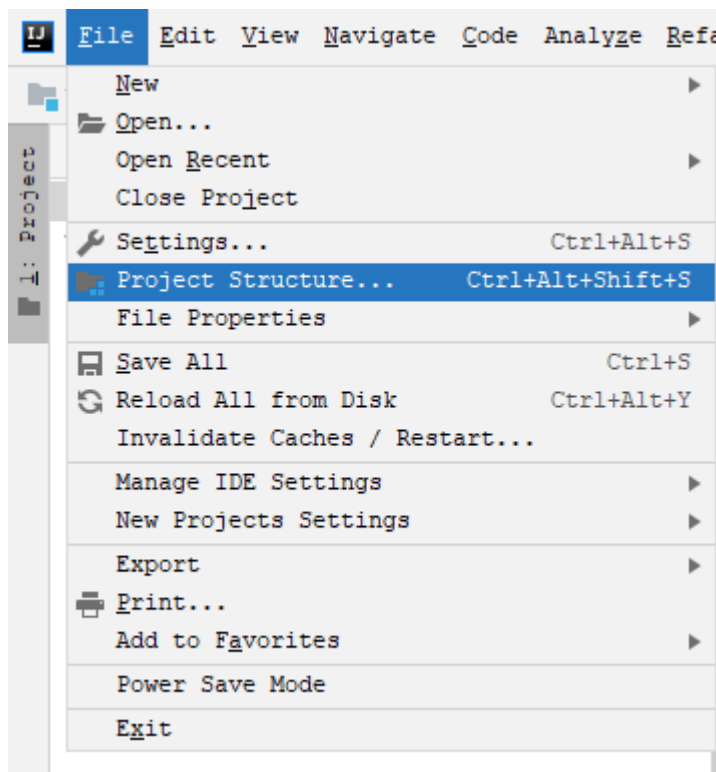 IJ File Edit View Navigate Code Analyze Refa
New
Open...
Open Recent
Close Project
Settings... Ctrl+Alt+S
Project Structure... Ctrl+Alt+Shift+S
File Properties
Save All Ctrl+S
Reload All from Disk Ctrl+Alt+Y
Invalidate Caches / Restart...
Manage IDE Settings
New Projects Settings
Export
Print...
Add to Favorites
Power Save Mode
Exit
1: Project